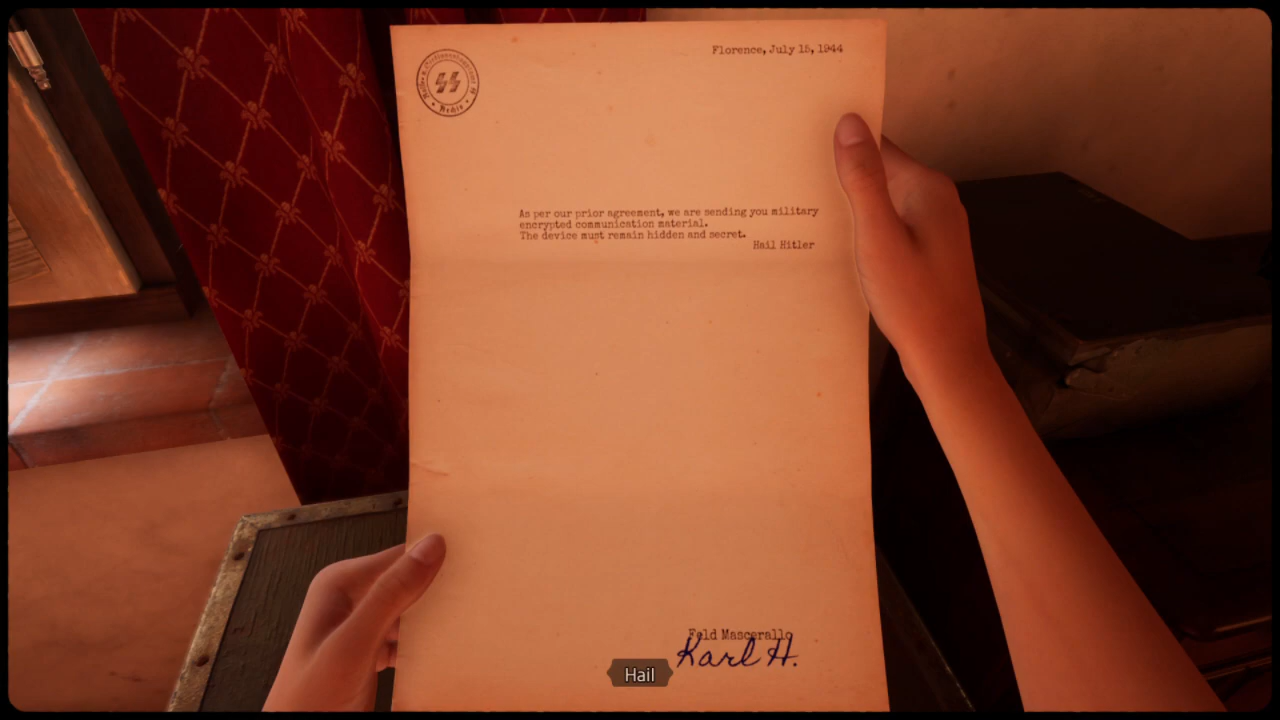 Florence, July 15, 1944
SS
As per our prior agreement, we are sending you military
encrypted communication material.
The device must remain hidden and secret.
Hail Hitler
Feld Mascerallo
Karl H.
Hail